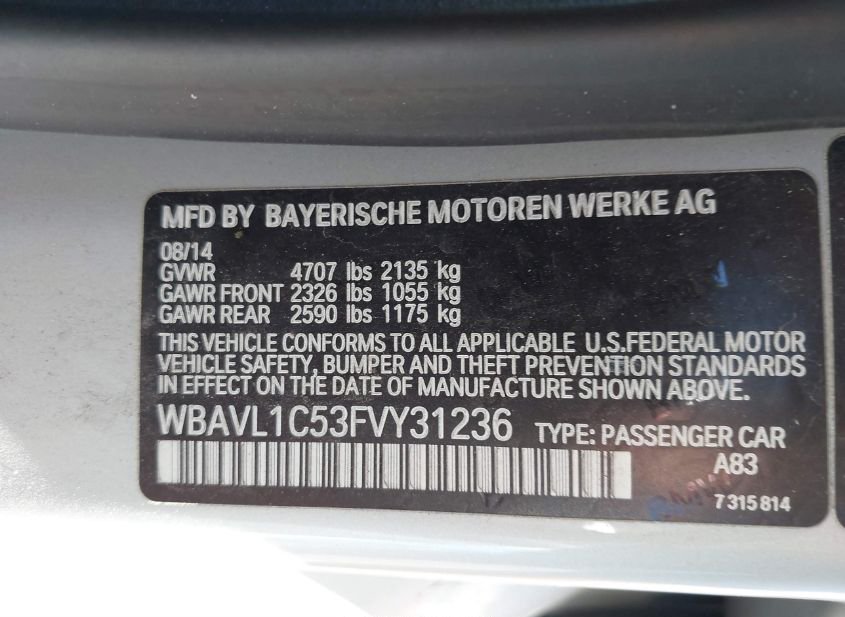 MFD BY BAYERISCHE MOTOREN WERKE AG
08/14
GVWR 4707 lbs 2135 kg
GAWR FRONT 2326 lbs 1055 kg
GAWR REAR 2590 lbs 1175 kg
THIS VEHICLE CONFORMS TO ALL APPLICABLE U.S.FEDERAL MOTOR
VEHICLE SAFETY, BUMPER AND THEFT PREVENTION STANDARDS
IN EFFECT ON THE DATE OF MANUFACTURE SHOWN ABOVE.
WBAVL1C53FVY31236 TYPE: PASSENGER CAR
A83
7315814